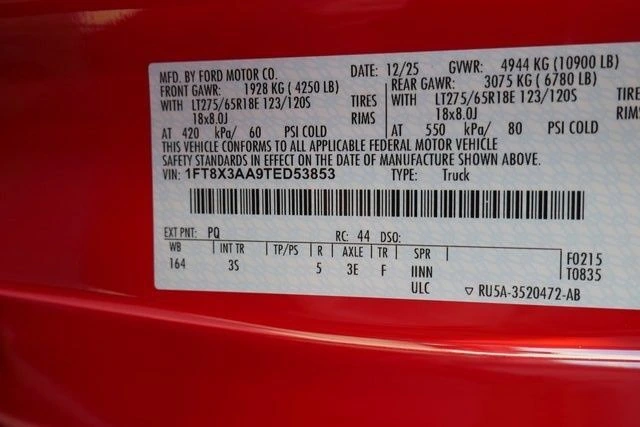 MFD. BY FORD MOTOR CO. DATE: 12/25 GVWR: 4944 KG (10900 LB)
FRONT GAWR: 1928 KG ( 4250 LB) REAR GAWR: 3075 KG ( 6780 LB)
WITH LT275/65R18E 123/120S TIRES WITH LT275/65R18E 123/120S TIRE
18x8.0J RIMS 18x8.0J RIM
AT 420 kPa/ 60 PSI COLD AT 550 kPa/ 80 PSI COLD
THIS VEHICLE CONFORMS TO ALL APPLICABLE FEDERAL MOTOR VEHICLE
SAFETY STANDARDS IN EFFECT ON THE DATE OF MANUFACTURE SHOWN ABOVE.
VIN: 1FT8X3AA9TED53853 TYPE: Truck
EXT PNT: PQ RC: 44 DSO:
WB INT TR TP/PS R AXLE TR SPR F0215
164 3S 5 3E F IINN T0835
ULC ▽ RU5A-3520472-AB